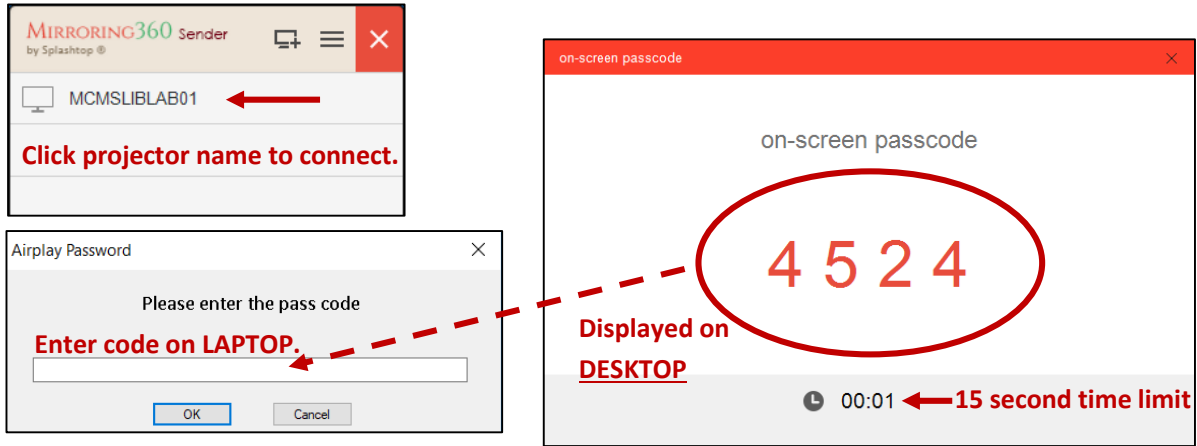 MIRRORING360 Sender
by Splashtop ®
MCMSLIBLAB01
Click projector name to connect.
Airplay Password
Please enter the pass code
Enter code on LAPTOP.
OK Cancel
on-screen passcode
on-screen passcode
4 5 2 4
Displayed on
DESKTOP
00:01 15 second time limit